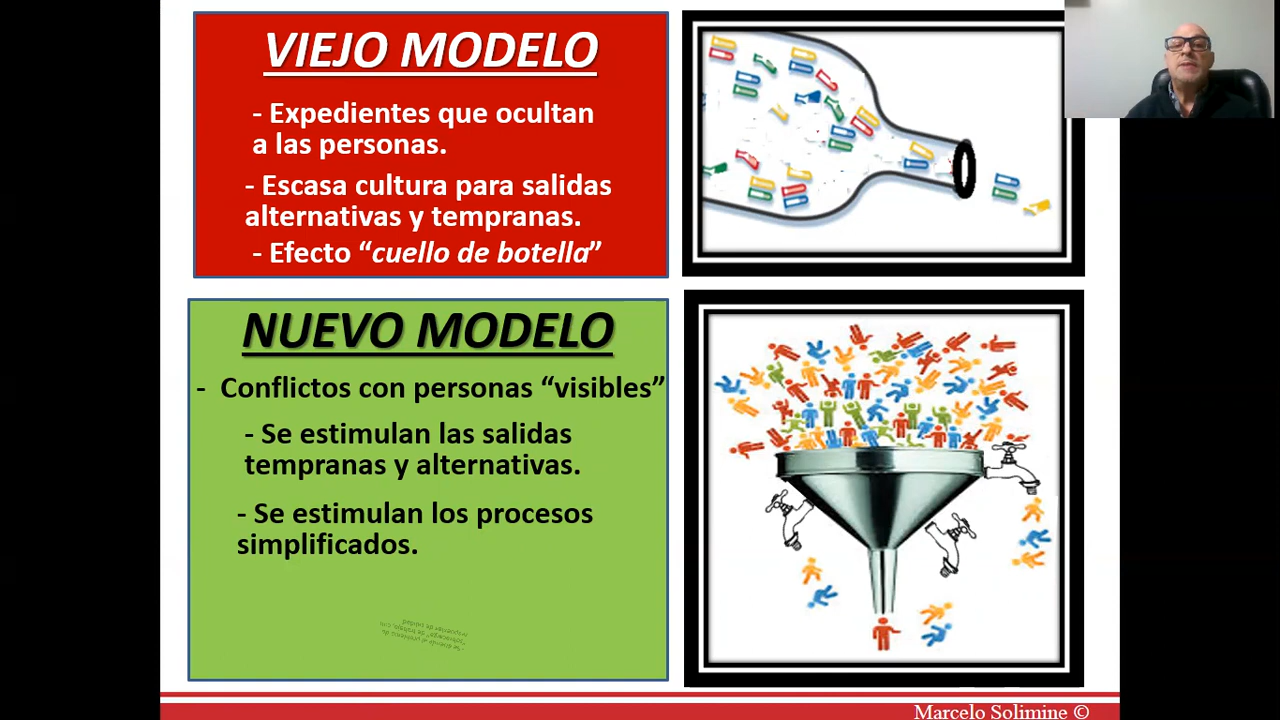 VIEJO MODELO
- Expedientes que ocultan
a las personas.
- Escasa cultura para salidas
alternativas y tempranas.
- Efecto “cuello de botella”
NUEVO MODELO
- Conflictos con personas “visibles”
- Se estimulan las salidas
tempranas y alternativas.
- Se estimulan los procesos
simplificados.
Marcelo Solimine ©